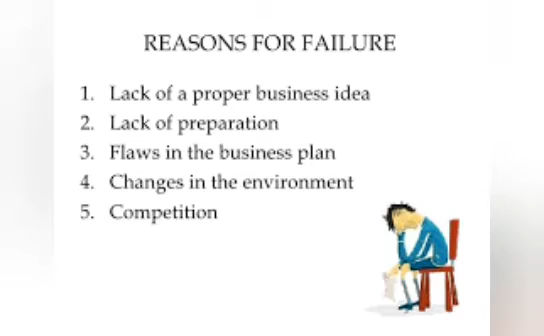 REASONS FOR FAILURE
1. Lack of a proper business idea
2. Lack of preparation
3. Flaws in the business plan
4. Changes in the environment
5. Competition